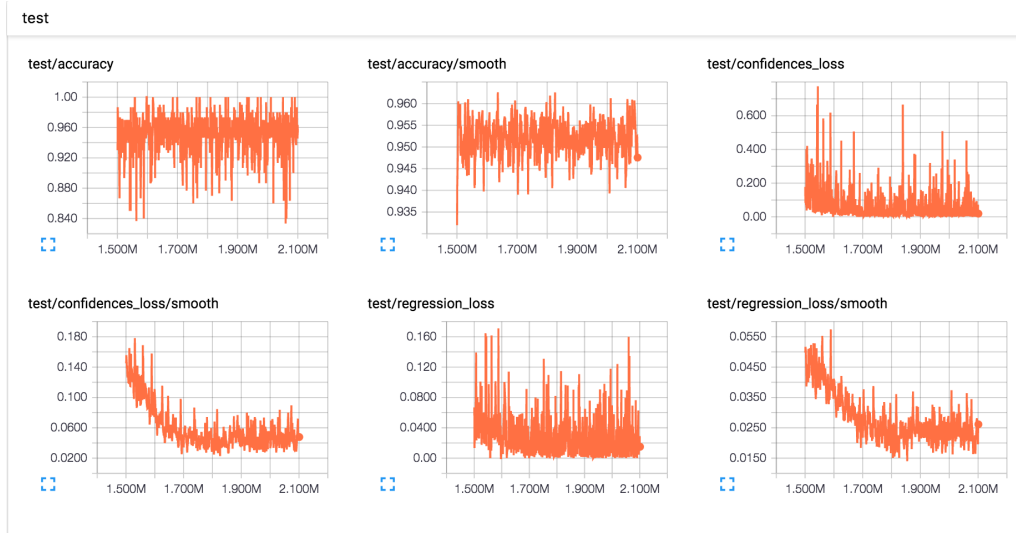 test
test/accuracy
1.00
0.960
0.920
0.880
0.840
1.500M 1.700M 1.900M 2.100M
test/accuracy/smooth
0.960
0.955
0.950
0.945
0.940
0.935
1.500M 1.700M 1.900M 2.100M
test/confidences_loss
0.600
0.400
0.200
0.00
1.500M 1.700M 1.900M 2.100M
test/confidences_loss/smooth
0.180
0.140
0.100
0.0600
0.0200
1.500M 1.700M 1.900M 2.100M
test/regression_loss
0.160
0.120
0.0800
0.0400
0.00
1.500M 1.700M 1.900M 2.100M
test/regression_loss/smooth
0.0550
0.0450
0.0350
0.0250
0.0150
1.500M 1.700M 1.900M 2.100M